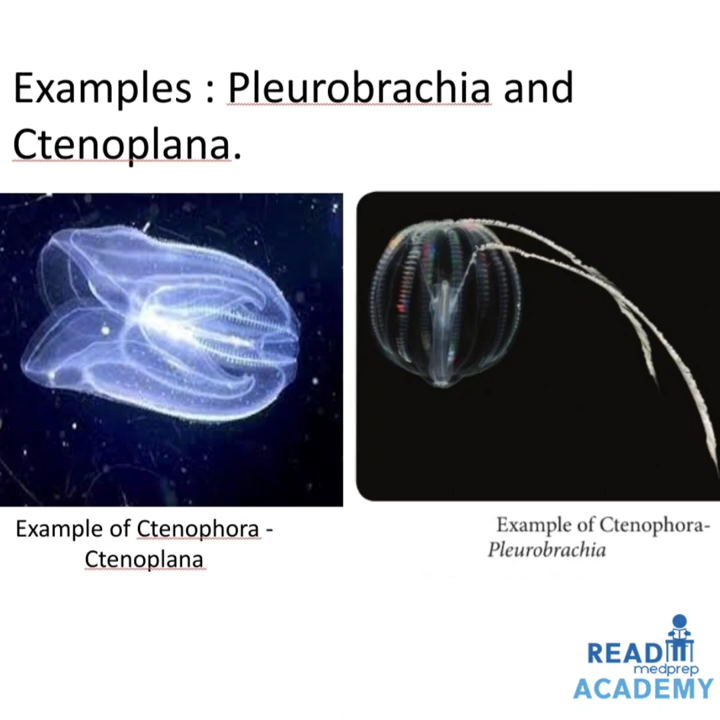 Examples : Pleurobrachia and
Ctenoplana.
Example of Ctenophora -
Ctenoplana
Example of Ctenophora-
Pleurobrachia
READ
medprep
ACADEMY